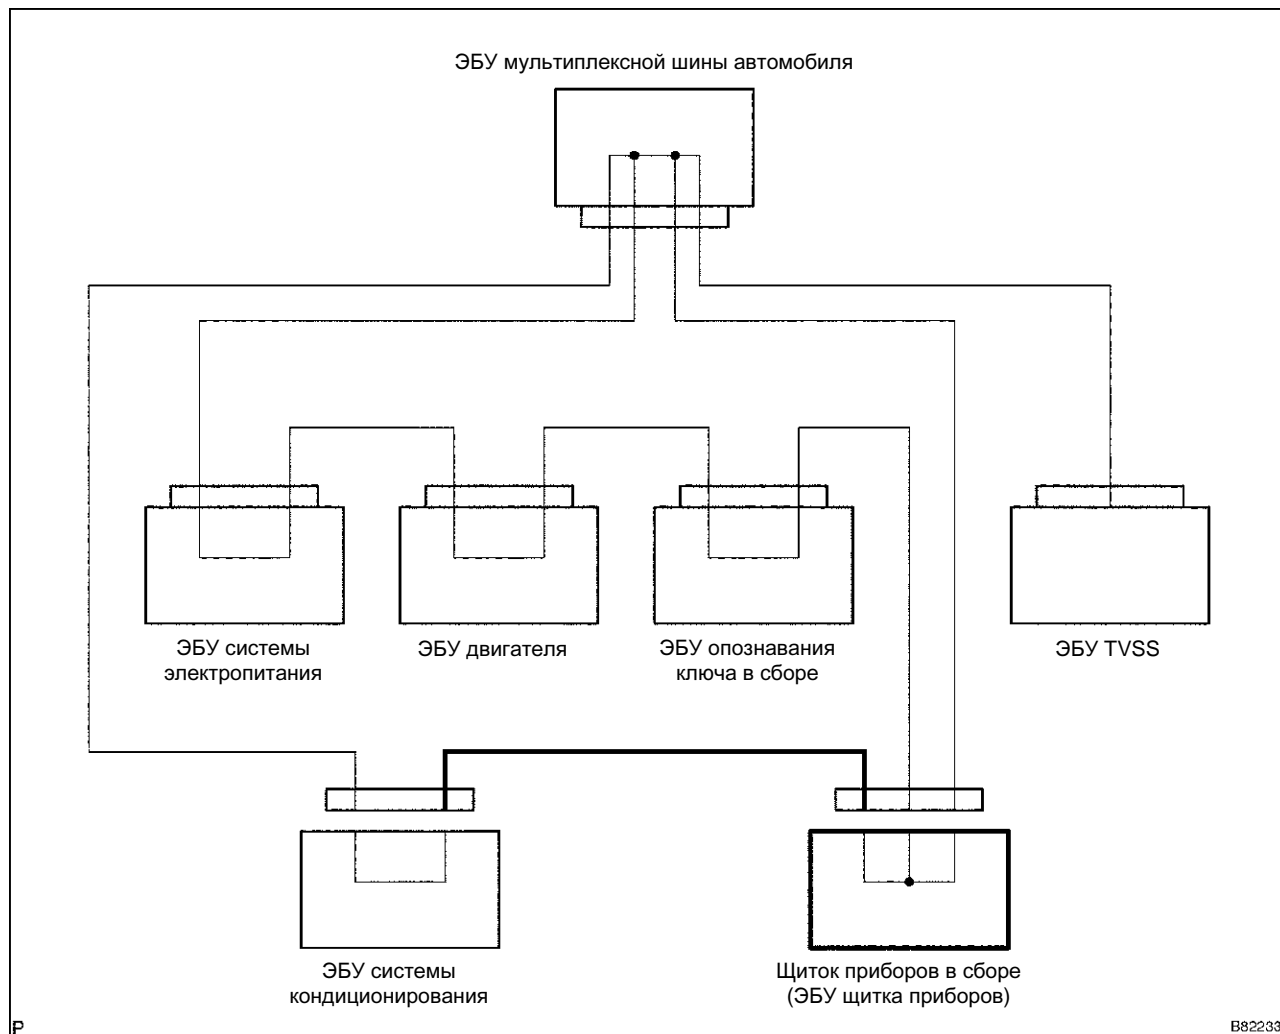 ЭБУ мультиплексной шины автомобиля
ЭБУ системы
электропитания
ЭБУ двигателя
ЭБУ опознавания
ключа в сборе
ЭБУ TVSS
ЭБУ системы
кондиционирования
Щиток приборов в сборе
(ЭБУ щитка приборов)
P
B82233